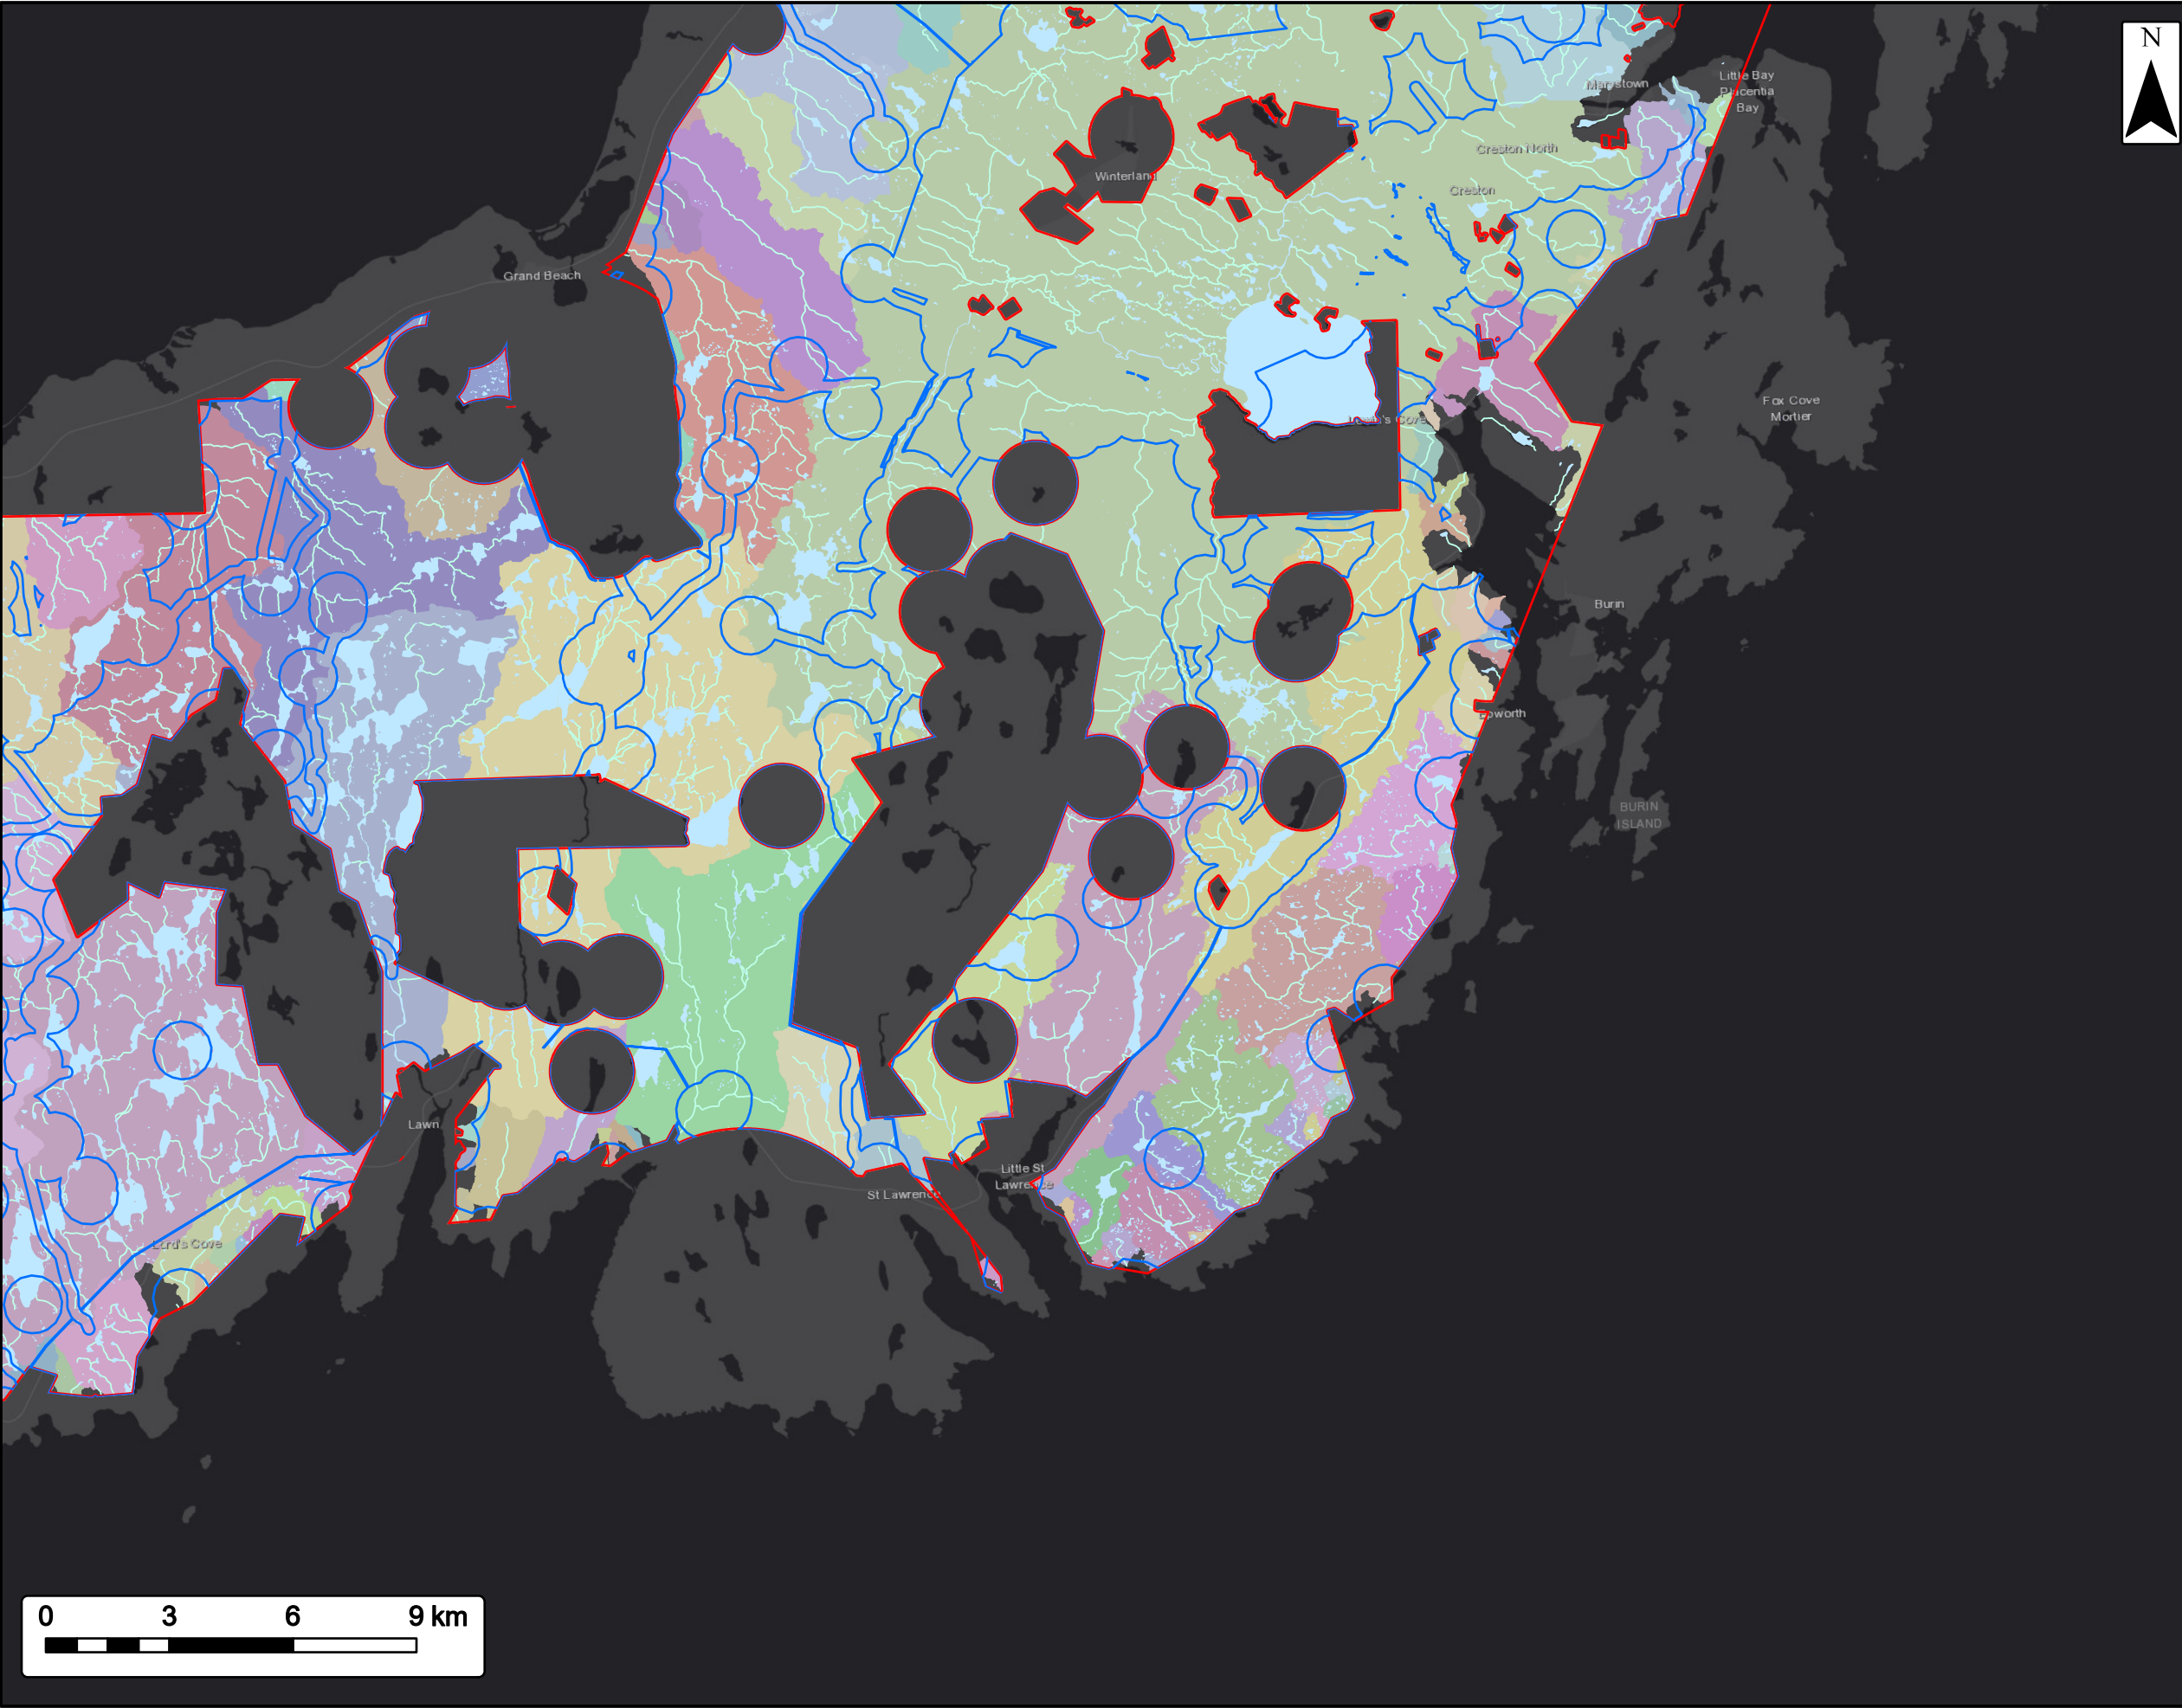 N
Little Bay
Placentia
Bay
Marystown
Creston North
Winterland
Creston
Grand Beach
Fox Cove
Mortier
Cove
Burin
Epworth
BURIN
ISLAND
Lawn
Little St
Lawrence
St Lawrence
Lord's Cove
0 3 6 9 km